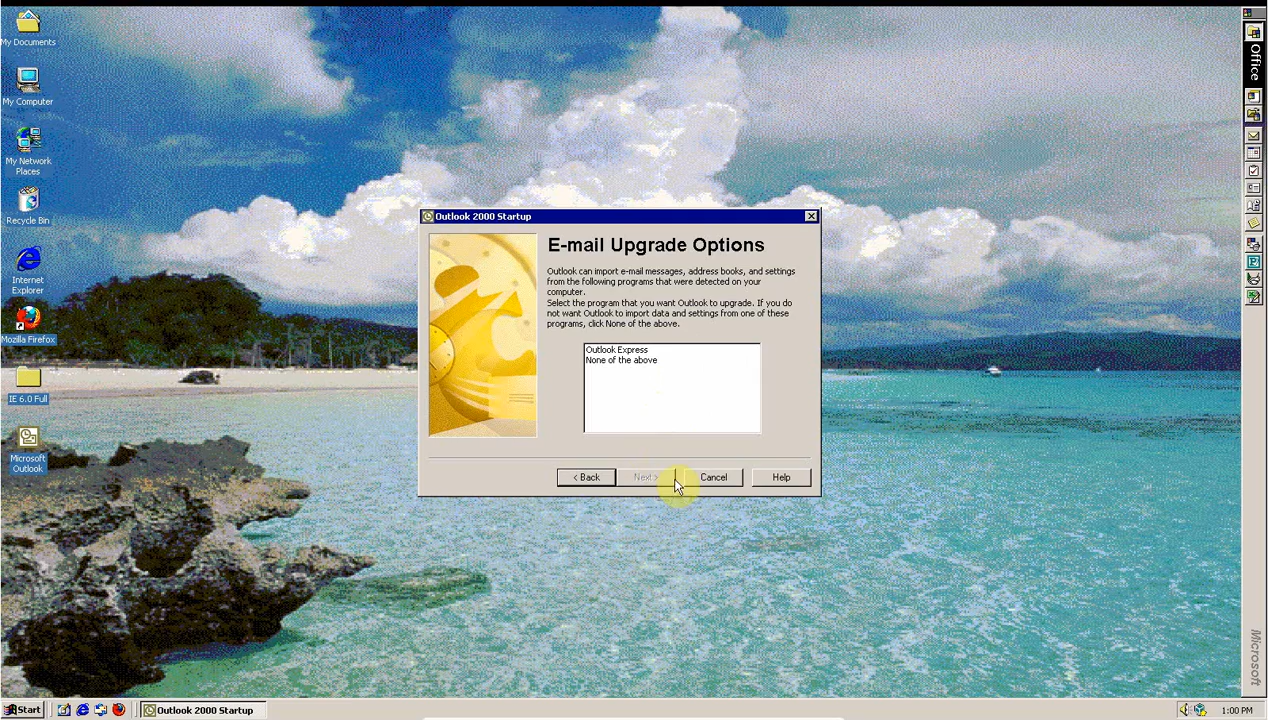 My Documents
My Computer
My Network
Places
Recycle Bin
Internet
Explorer
Mozilla Firefox
IE 6.0 Full
Microsoft
Outlook
Outlook 2000 Startup
E-mail Upgrade Options
Outlook can import e-mail messages, address books, and settings
from the following programs that were detected on your
computer.
Select the program that you want Outlook to upgrade. If you do
not want Outlook to import data and settings from one of these
programs, click None of the above.
Outlook Express
None of the above
< Back
Next >
Cancel
Help
Office
Microsoft
Start
Outlook 2000 Startup
1:00 PM